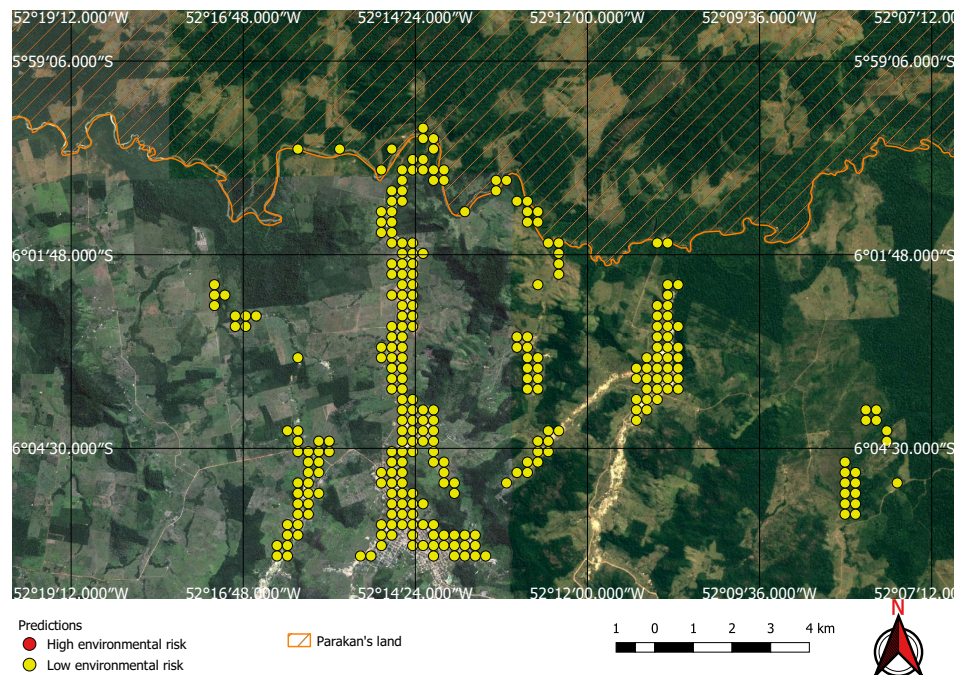 52°19′12.000″W 52°16′48.000″W 52°14′24.000″W 52°12′00.000″W 52°09′36.000″W 52°07′12.000″W
5°59′06.000″S 5°59′06.000″S
6°01′48.000″S 6°01′48.000″S
6°04′30.000″S 6°04′30.000″S
52°19′12.000″W 52°16′48.000″W 52°14′24.000″W 52°12′00.000″W 52°09′36.000″W 52°07′12.000″W
Predictions
High environmental risk
Low environmental risk
Parakan's land
1 0 1 2 3 4 km
N